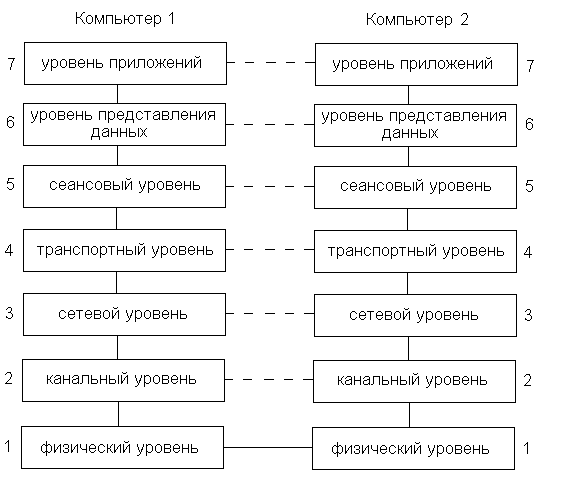 Компьютер 1 Компьютер 2
7 уровень приложений уровень приложений 7
6 уровень представления данных уровень представления данных 6
5 сеансовый уровень сеансовый уровень 5
4 транспортный уровень транспортный уровень 4
3 сетевой уровень сетевой уровень 3
2 канальный уровень канальный уровень 2
1 физический уровень физический уровень 1